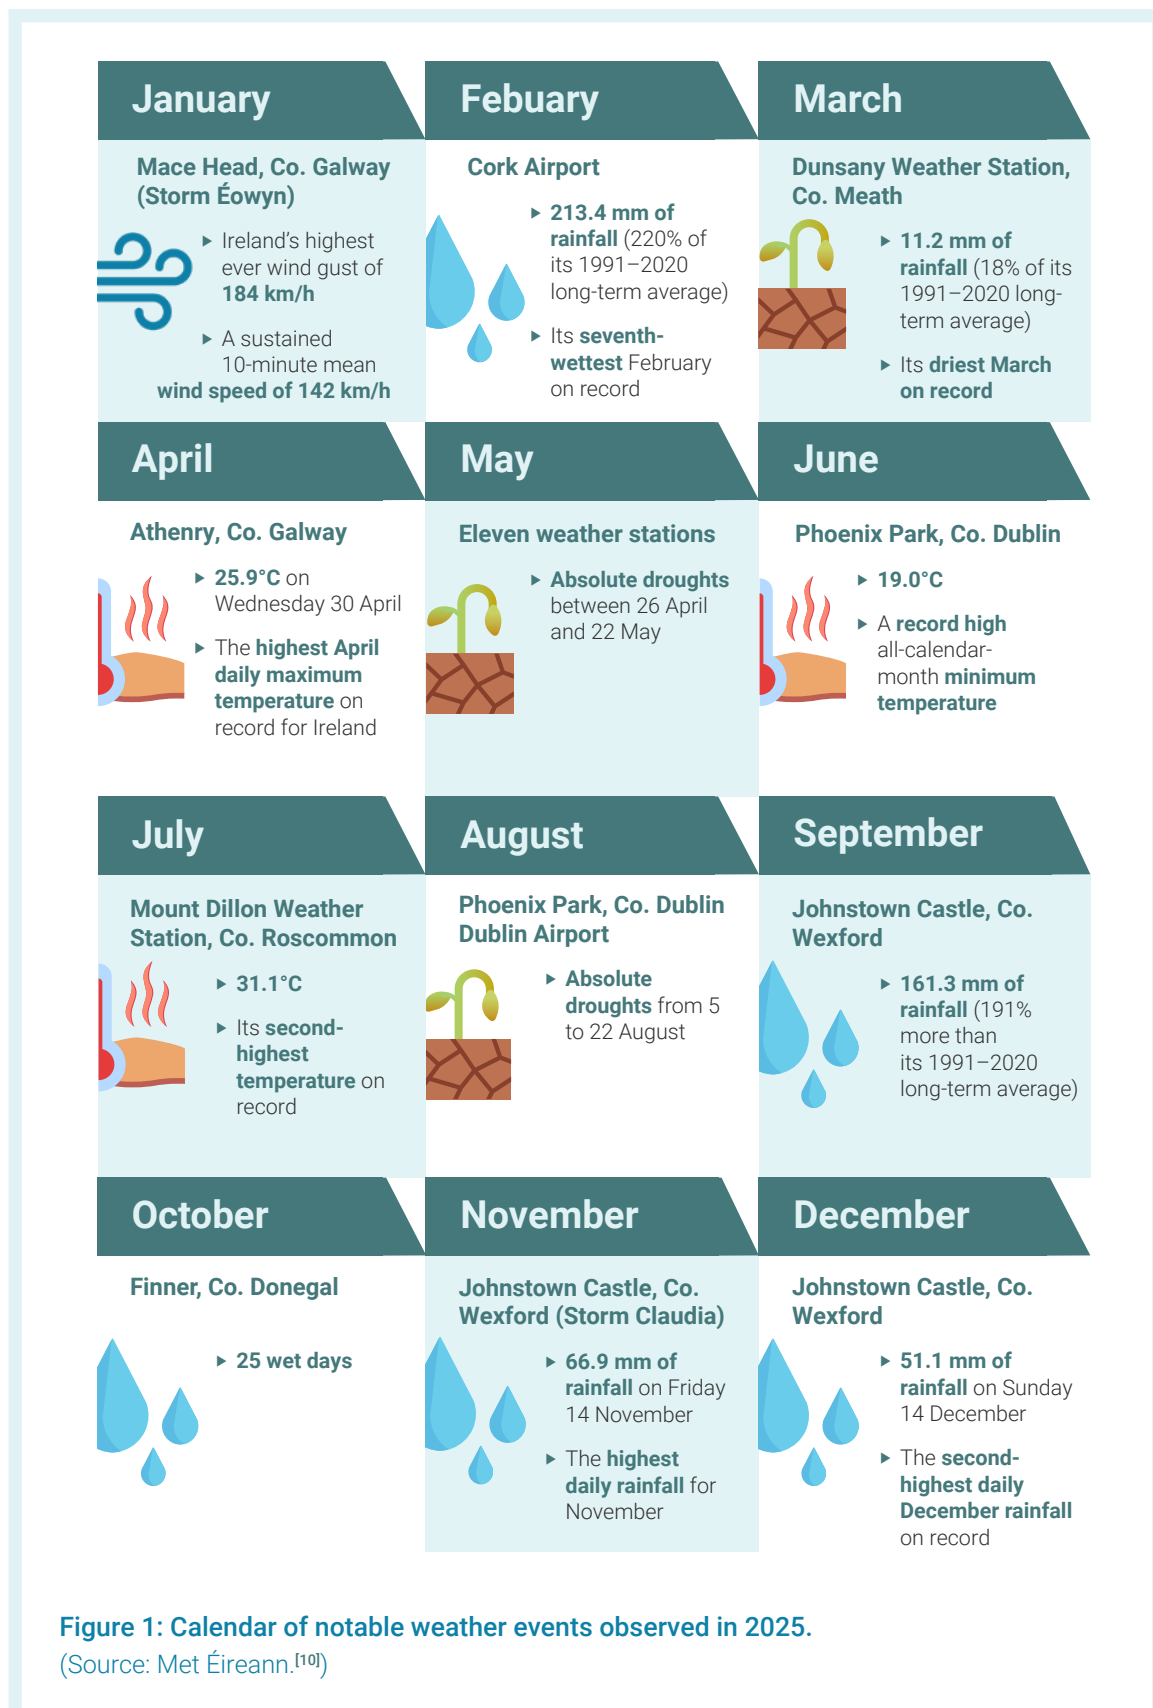 January
Mace Head, Co. Galway
(Storm Éowyn)
▸ Ireland's highest
ever wind gust of
184 km/h
▸ A sustained
10-minute mean
wind speed of 142 km/h
Febuary
Cork Airport
▸ 213.4 mm of
rainfall (220% of
its 1991–2020
long-term average)
▸ Its seventh-
wettest February
on record
March
Dunsany Weather Station,
Co. Meath
▸ 11.2 mm of
rainfall (18% of its
1991–2020 long-
term average)
▸ Its driest March
on record
April
Athenry, Co. Galway
▸ 25.9°C on
Wednesday 30 April
▸ The highest April
daily maximum
temperature on
record for Ireland
May
Eleven weather stations
▸ Absolute droughts
between 26 April
and 22 May
June
Phoenix Park, Co. Dublin
▸ 19.0°C
▸ A record high
all-calendar-
month minimum
temperature
July
Mount Dillon Weather
Station, Co. Roscommon
▸ 31.1°C
▸ Its second-
highest
temperature on
record
August
Phoenix Park, Co. Dublin
Dublin Airport
▸ Absolute
droughts from 5
to 22 August
September
Johnstown Castle, Co.
Wexford
▸ 161.3 mm of
rainfall (191%
more than
its 1991–2020
long-term average)
October
Finner, Co. Donegal
▸ 25 wet days
November
Johnstown Castle, Co.
Wexford (Storm Claudia)
▸ 66.9 mm of
rainfall on Friday
14 November
▸ The highest
daily rainfall for
November
December
Johnstown Castle, Co.
Wexford
▸ 51.1 mm of
rainfall on Sunday
14 December
▸ The second-
highest daily
December rainfall
on record
Figure 1: Calendar of notable weather events observed in 2025.
(Source: Met Éireann.[10])